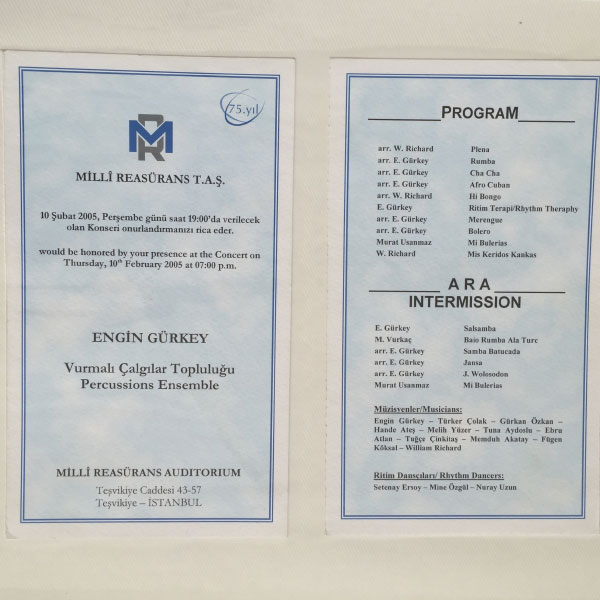 75.yıl
MR
MİLLÎ REASÜRANS T.A.Ş.
10 Şubat 2005, Perşembe günü saat 19:00'da verilecek
olan Konseri onurlandırmanızı rica eder.
would be honored by your presence at the Concert on
Thursday, 10th February 2005 at 07:00 p.m.
ENGİN GÜRKEY
Vurmalı Çalgılar Topluluğu
Percussions Ensemble
MİLLÎ REASÜRANS AUDITORIUM
Teşvikiye Caddesi 43-57
Teşvikiye – İSTANBUL
PROGRAM
arr. W. Richard Plena
arr. E. Gürkey Rumba
arr. E. Gürkey Cha Cha
arr. E. Gürkey Afro Cuban
arr. W. Richard Hi Bongo
E. Gürkey Ritim Terapi/Rhythm Theraphy
arr. E. Gürkey Merengue
arr. E. Gürkey Bolero
Murat Usanmaz Mi Bulerias
W. Richard Mis Keridos Kankas
A R A
INTERMISSION
E. Gürkey Salsamba
M. Vurkaç Baio Rumba Ala Turc
arr. E. Gürkey Samba Batucada
arr. E. Gürkey Jansa
arr. E. Gürkey J. Wolosodon
Murat Usanmaz Mi Bulerias
Müzisyenler/Musicians:
Engin Gürkey – Türker Çolak – Gürkan Özkan –
Hande Ateş – Melih Yüzer – Tuna Aydoslu – Ebru
Atlan – Tuğçe Çinkitaş – Memduh Akatay – Fügen
Köksal – William Richard
Ritim Dansçıları/ Rhythm Dancers:
Setenay Ersoy – Mine Özgül – Nuray Uzun